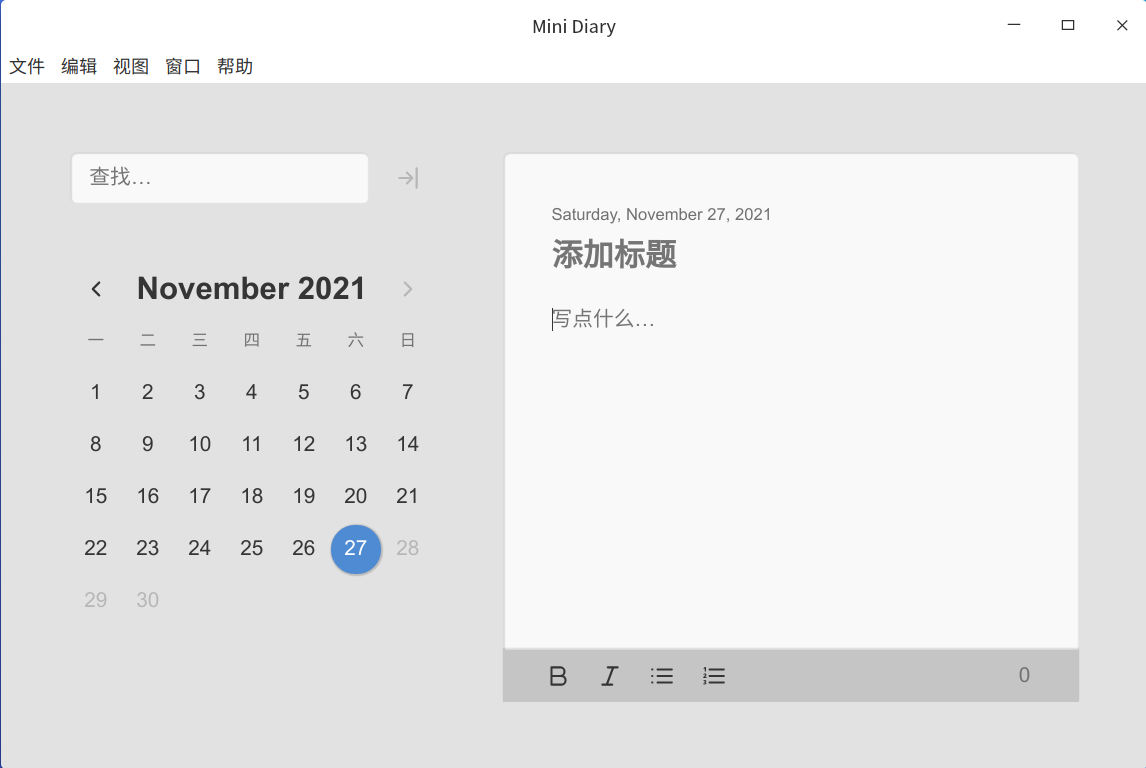 Mini Diary
文件 编辑 视图 窗口 帮助
查找…
November 2021
一 二 三 四 五 六 日
1 2 3 4 5 6 7
8 9 10 11 12 13 14
15 16 17 18 19 20 21
22 23 24 25 26 27 28
29 30
Saturday, November 27, 2021
添加标题
写点什么…
0